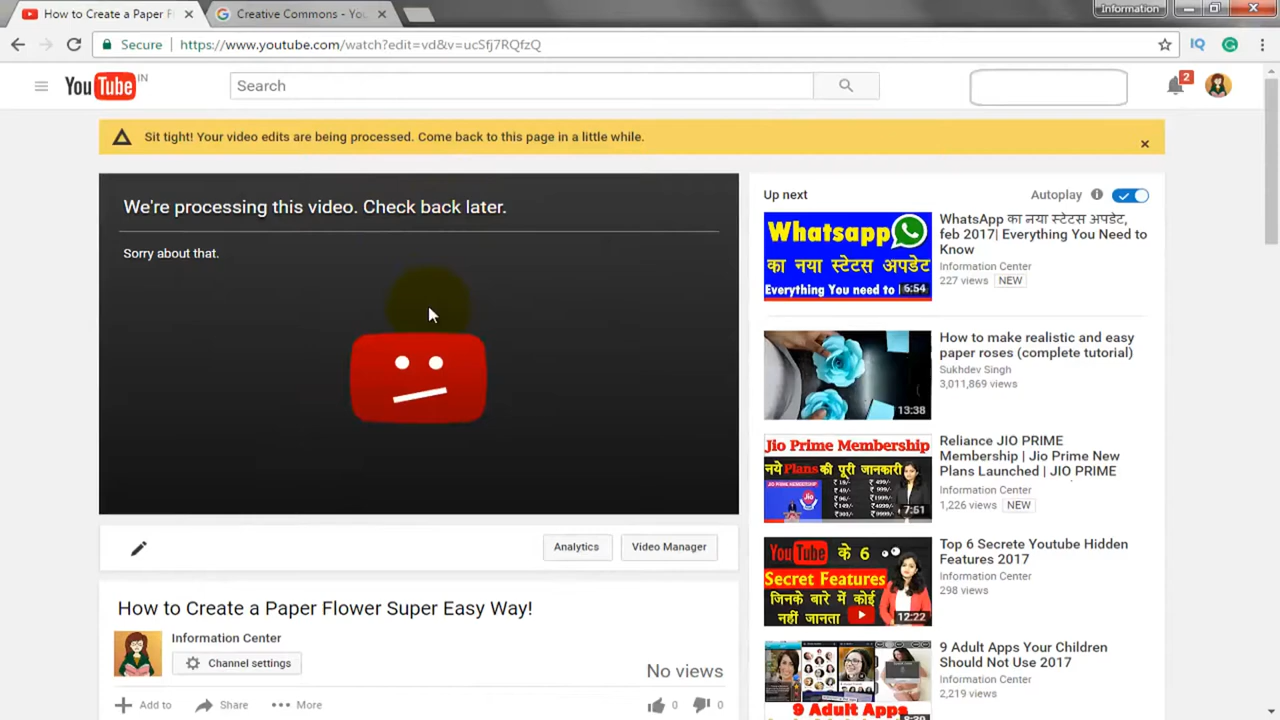 How to Create a Paper F
Creative Commons - You
Information
Secure
https://www.youtube.com/watch?edit=vd&v=ucSfj7RQfzQ
YouTube IN
Search
2
Sit tight! Your video edits are being processed. Come back to this page in a little while.
We're processing this video. Check back later.
Sorry about that.
Up next
Autoplay
Whatsapp
का नया स्टेटस अपडेट
Everything You need to
6:54
WhatsApp का नया स्टेटस अपडेट,
feb 2017| Everything You Need to
Know
Information Center
227 views NEW
13:38
How to make realistic and easy
paper roses (complete tutorial)
Sukhdev Singh
3,011,869 views
Jio Prime Membership
नये Plans की पूरी जानकारी
7:51
Reliance JIO PRIME
Membership | Jio Prime New
Plans Launched | JIO PRIME
Information Center
1,226 views NEW
YouTube के 6
Secret Features
जिनके बारे में कोई
नहीं जानता
12:22
Top 6 Secrete Youtube Hidden
Features 2017
Information Center
298 views
Analytics
Video Manager
How to Create a Paper Flower Super Easy Way!
Information Center
Channel settings
No views
Add to
Share
More
0
0
9 Adult Apps
9 Adult Apps Your Children
Should Not Use 2017
Information Center
2,219 views